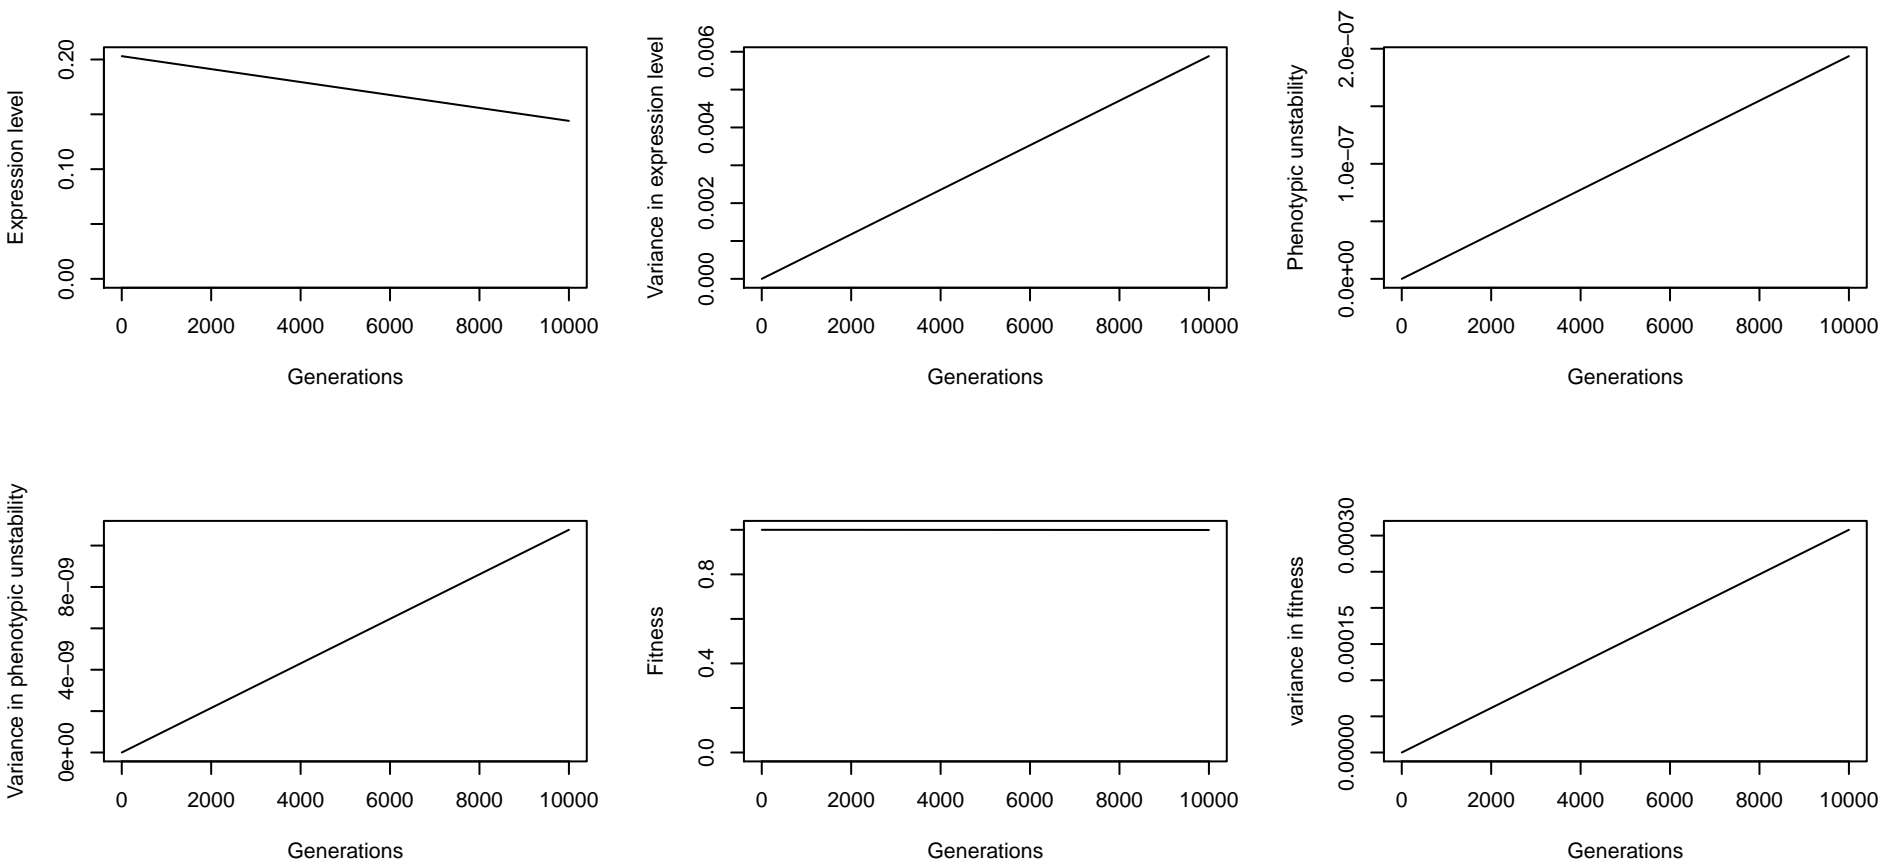 Expression level
0.00 0.10 0.20
0 2000 4000 6000 8000 10000
Generations
Variance in expression level
0.000 0.002 0.004 0.006
0 2000 4000 6000 8000 10000
Generations
Phenotypic unstability
0.0e+00 1.0e−07 2.0e−07
0 2000 4000 6000 8000 10000
Generations
Variance in phenotypic unstability
0e+00 4e−09 8e−09
0 2000 4000 6000 8000 10000
Generations
Fitness
0.0 0.4 0.8
0 2000 4000 6000 8000 10000
Generations
variance in fitness
0.00000 0.00015 0.00030
0 2000 4000 6000 8000 10000
Generations